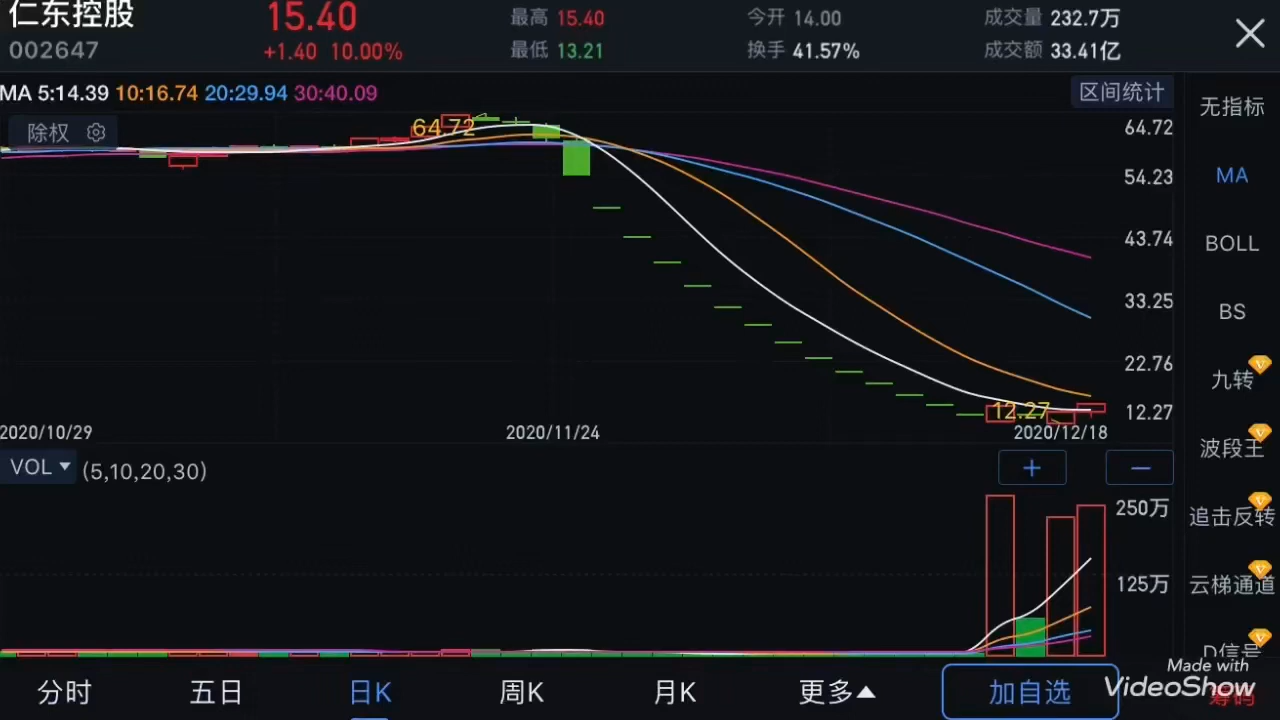 仁东控股
15.40
最高 15.40
今开 14.00
成交量 232.7万
002647
+1.40 10.00%
最低 13.21
换手 41.57%
成交额 33.41亿
MA 5:14.39 10:16.74 20:29.94 30:40.09
区间统计
无指标
除权
64.72
64.72
54.23
MA
43.74
BOLL
33.25
BS
22.76
九转
12.27
12.27
2020/10/29
2020/11/24
2020/12/18
波段王
VOL
(5,10,20,30)
+
—
250万
追击反转
125万
云梯通道
D信号
Made with
VideoShow
筹码
分时
五日
日K
周K
月K
更多
加自选